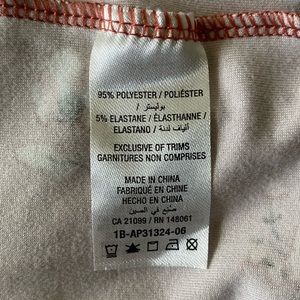 95% POLYESTER / POLIÉSTER /
بوليستر /
5% ELASTANE / ÉLASTHANNE /
ELASTANO / ألياف لدنة
EXCLUSIVE OF TRIMS
GARNITURES NON COMPRISES
MADE IN CHINA
FABRIQUÉ EN CHINE
HECHO EN CHINA
صنع في الصين
CA 21099 / RN 148061
1B-AP31324-06